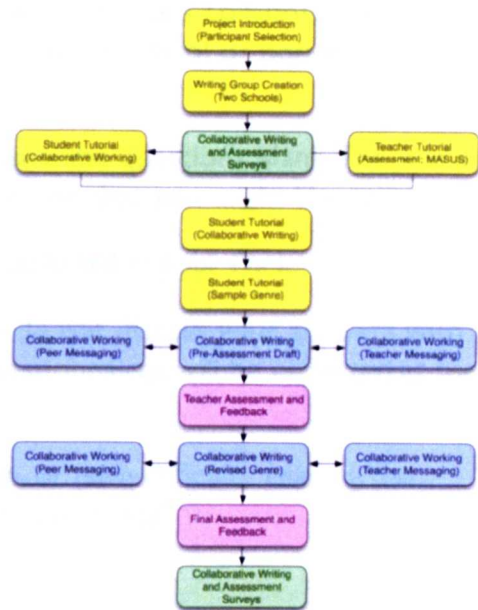 Project Introduction
(Participant Selection)
Writing Group Creation
(Two Schools)
Student Tutorial
(Collaborative Working)
Collaborative Writing
and Assessment
Surveys
Teacher Tutorial
(Assessment: MASUS)
Student Tutorial
(Collaborative Writing)
Student Tutorial
(Sample Genre)
Collaborative Working
(Peer Messaging)
Collaborative Writing
(Pre-Assessment Draft)
Collaborative Working
(Teacher Messaging)
Teacher Assessment and
Feedback
Collaborative Working
(Peer Messaging)
Collaborative Writing
(Revised Genre)
Collaborative Working
(Teacher Messaging)
Final Assessment and
Feedback
Collaborative Writing
and Assessment
Surveys